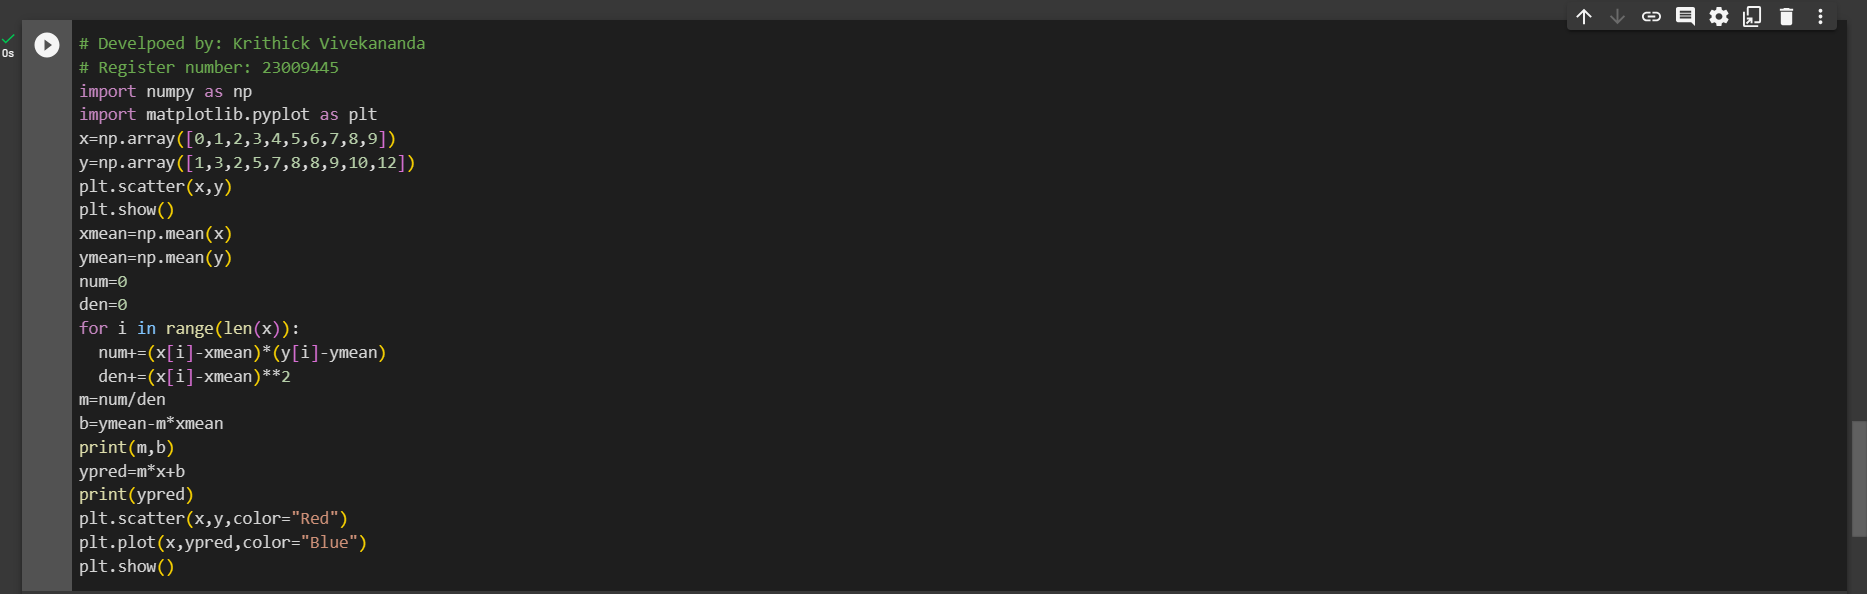 0s
# Develpoed by: Krithick Vivekananda
# Register number: 23009445
import numpy as np
import matplotlib.pyplot as plt
x=np.array([0,1,2,3,4,5,6,7,8,9])
y=np.array([1,3,2,5,7,8,8,9,10,12])
plt.scatter(x,y)
plt.show()
xmean=np.mean(x)
ymean=np.mean(y)
num=0
den=0
for i in range(len(x)):
  num+=(x[i]-xmean)*(y[i]-ymean)
  den+=(x[i]-xmean)**2
m=num/den
b=ymean-m*xmean
print(m,b)
ypred=m*x+b
print(ypred)
plt.scatter(x,y,color="Red")
plt.plot(x,ypred,color="Blue")
plt.show()